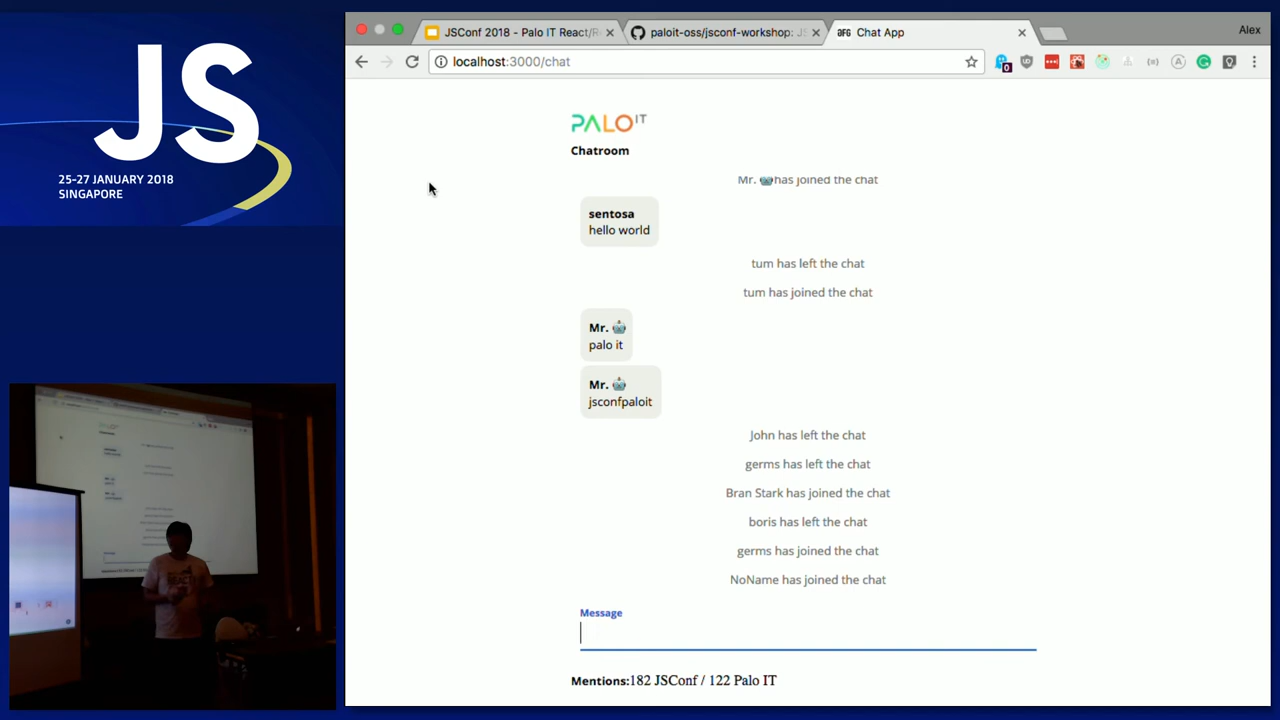 JS
25-27 JANUARY 2018
SINGAPORE
JSConf 2018 - Palo IT React/R
paloit-oss/jsconf-workshop: JS
Chat App
Alex
localhost:3000/chat
PALO IT
Chatroom
Mr. 🤖has joined the chat
sentosa
hello world
tum has left the chat
tum has joined the chat
Mr. 🤖
palo it
Mr. 🤖
jsconfpaloit
John has left the chat
germs has left the chat
Bran Stark has joined the chat
boris has left the chat
germs has joined the chat
NoName has joined the chat
Message
Mentions:182 JSConf / 122 Palo IT